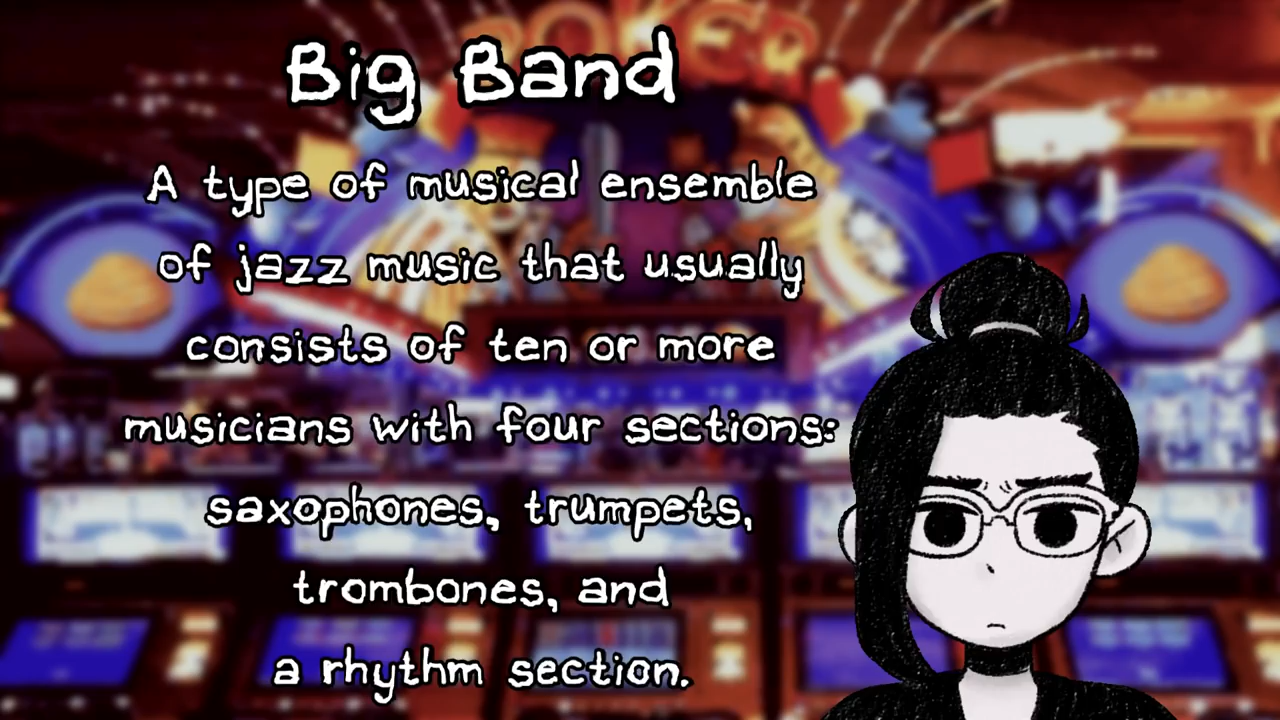 POKER
Big Band
A type of musical ensemble
of jazz music that usually
consists of ten or more
musicians with four sections:
saxophones, trumpets,
trombones, and
a rhythm section.